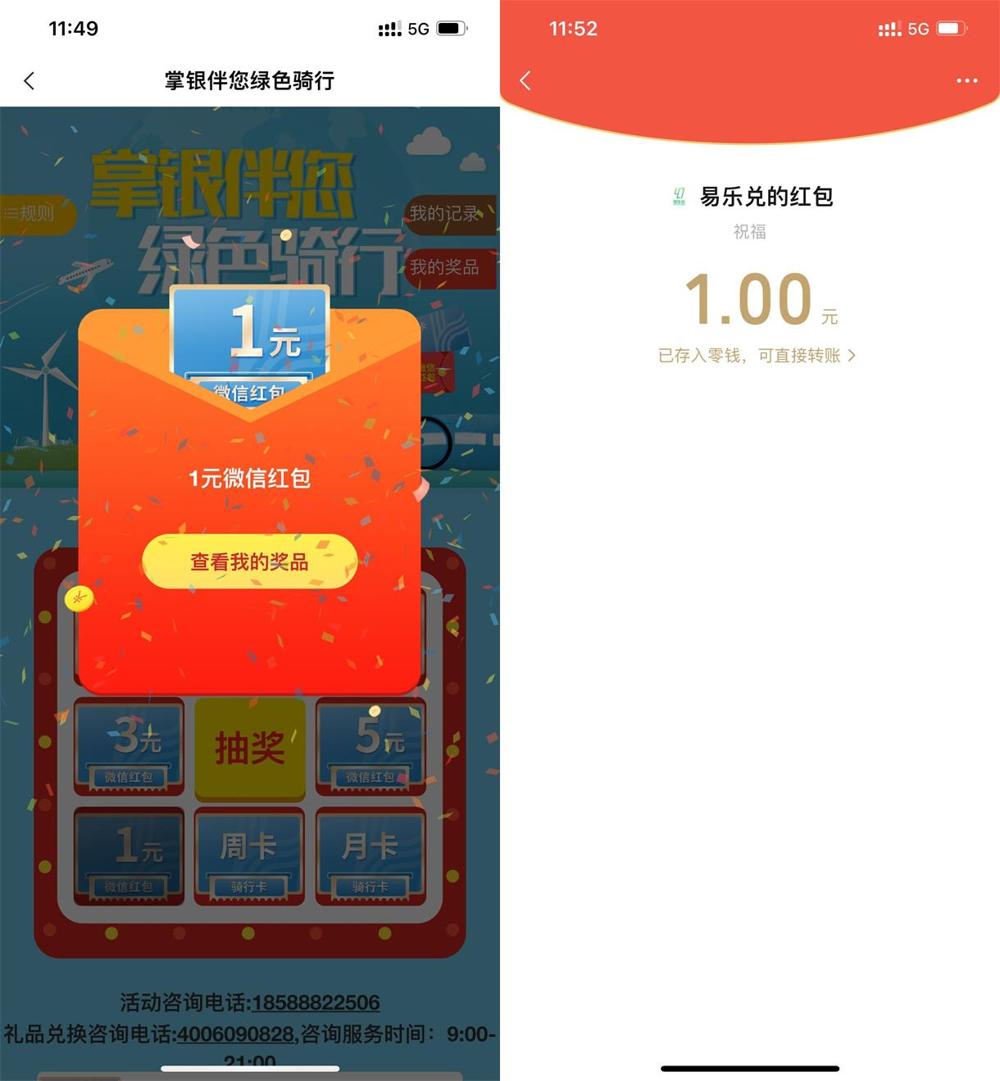 11:49
5G
掌银伴您绿色骑行
掌银伴您
规则
我的记录
绿色骑行
我的奖品
1元
微信红包
1元微信红包
查看我的奖品
3元
微信红包
抽奖
5元
微信红包
1元
微信红包
周卡
骑行卡
月卡
骑行卡
活动咨询电话:18588822506
礼品兑换咨询电话:4006090828,咨询服务时间：9:00-
21:00
11:52
5G
易乐兑的红包
祝福
1.00元
已存入零钱，可直接转账